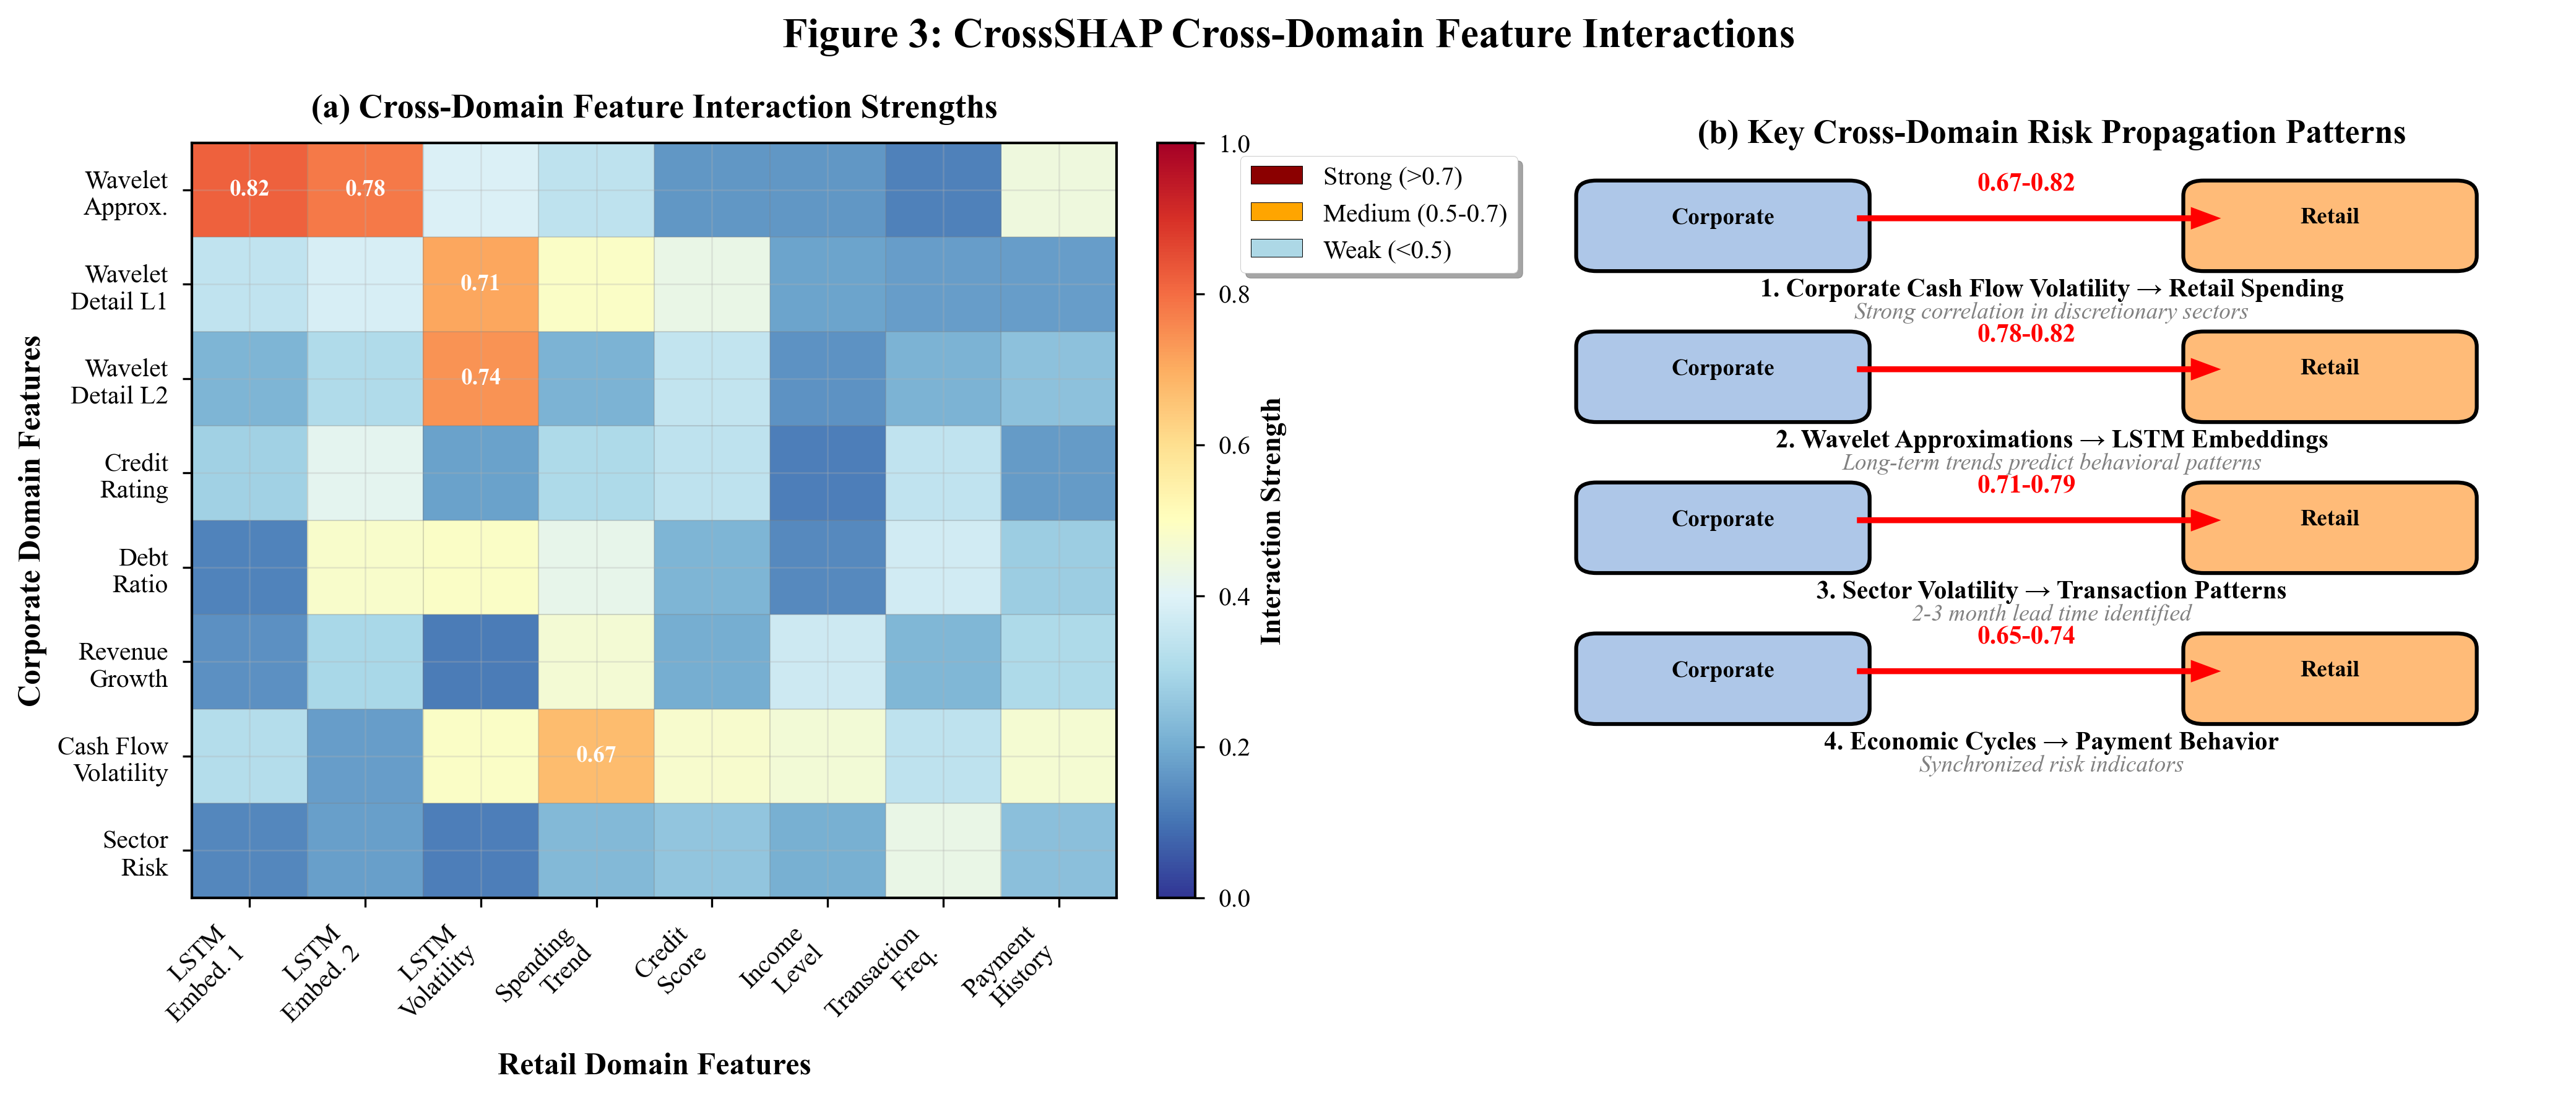 Figure 3: CrossSHAP Cross-Domain Feature Interactions
(a) Cross-Domain Feature Interaction Strengths
Corporate Domain Features
Wavelet
Approx.
Wavelet
Detail L1
Wavelet
Detail L2
Credit
Rating
Debt
Ratio
Revenue
Growth
Cash Flow
Volatility
Sector
Risk
0.82
0.78
0.71
0.74
0.67
LSTM
Embed. 1
LSTM
Embed. 2
LSTM
Volatility
Spending
Trend
Credit
Score
Income
Level
Transaction
Freq.
Payment
History
Retail Domain Features
1.0
0.8
0.6
0.4
0.2
0.0
Interaction Strength
Strong (>0.7)
Medium (0.5-0.7)
Weak (<0.5)
(b) Key Cross-Domain Risk Propagation Patterns
0.67-0.82
Corporate
Retail
1. Corporate Cash Flow Volatility → Retail Spending
Strong correlation in discretionary sectors
0.78-0.82
Corporate
Retail
2. Wavelet Approximations → LSTM Embeddings
Long-term trends predict behavioral patterns
0.71-0.79
Corporate
Retail
3. Sector Volatility → Transaction Patterns
2-3 month lead time identified
0.65-0.74
Corporate
Retail
4. Economic Cycles → Payment Behavior
Synchronized risk indicators